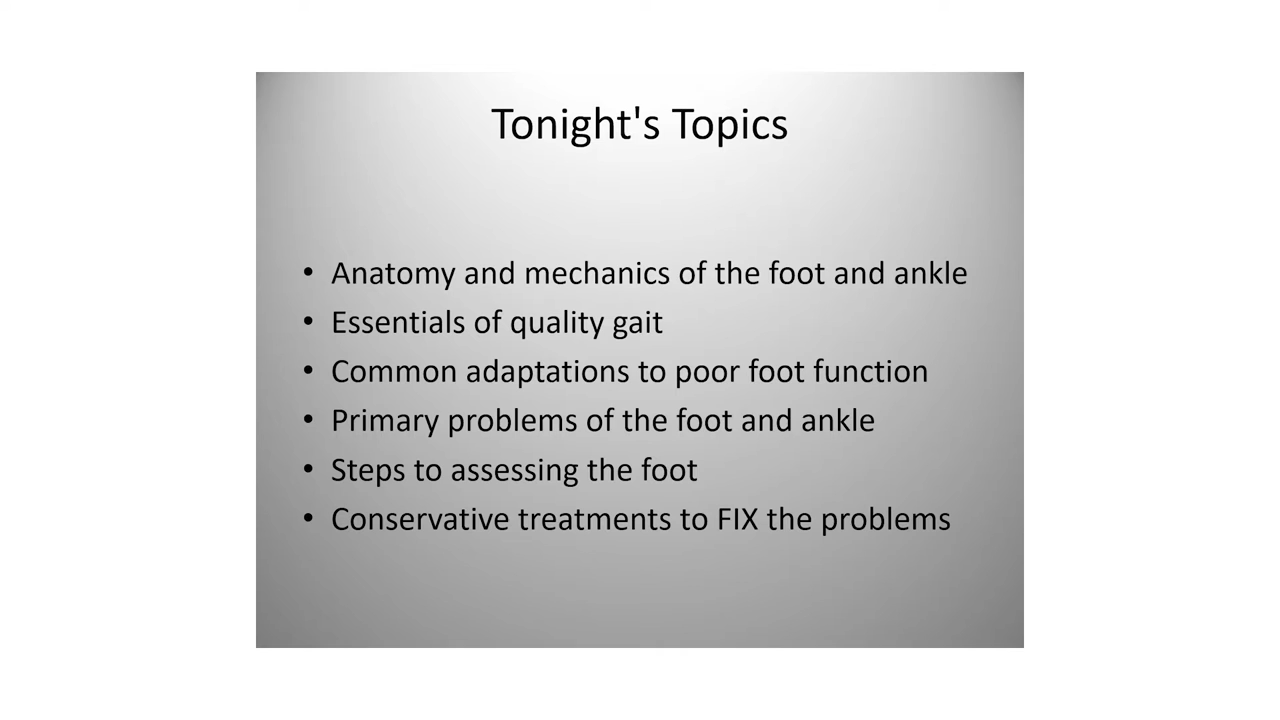 Tonight's Topics
• Anatomy and mechanics of the foot and ankle
• Essentials of quality gait
• Common adaptations to poor foot function
• Primary problems of the foot and ankle
• Steps to assessing the foot
• Conservative treatments to FIX the problems